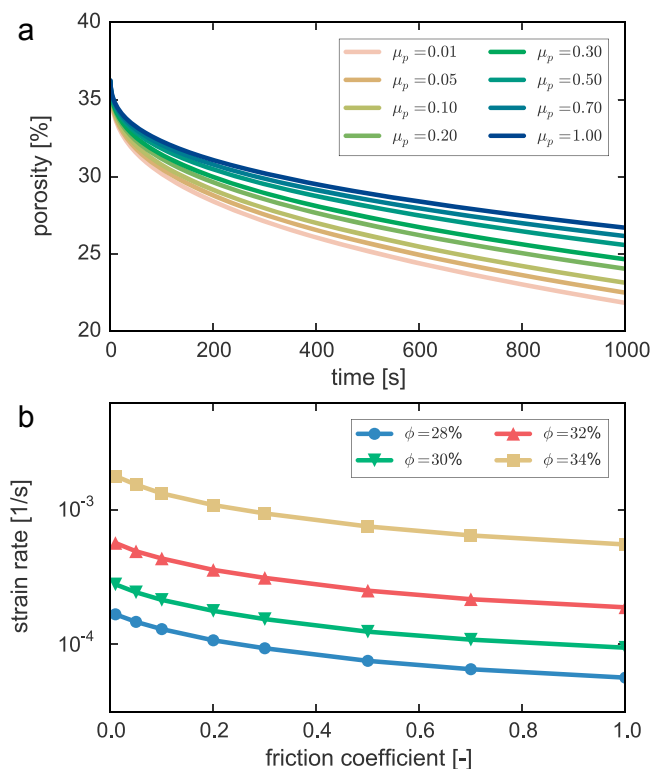 a
40
35
30
25
20
porosity [%]
μp=0.01 μp=0.30
μp=0.05 μp=0.50
μp=0.10 μp=0.70
μp=0.20 μp=1.00
0 200 400 600 800 1000
time [s]
b
10⁻³
10⁻⁴
strain rate [1/s]
ϕ=28% ϕ=32%
ϕ=30% ϕ=34%
0.0 0.2 0.4 0.6 0.8 1.0
friction coefficient [-]